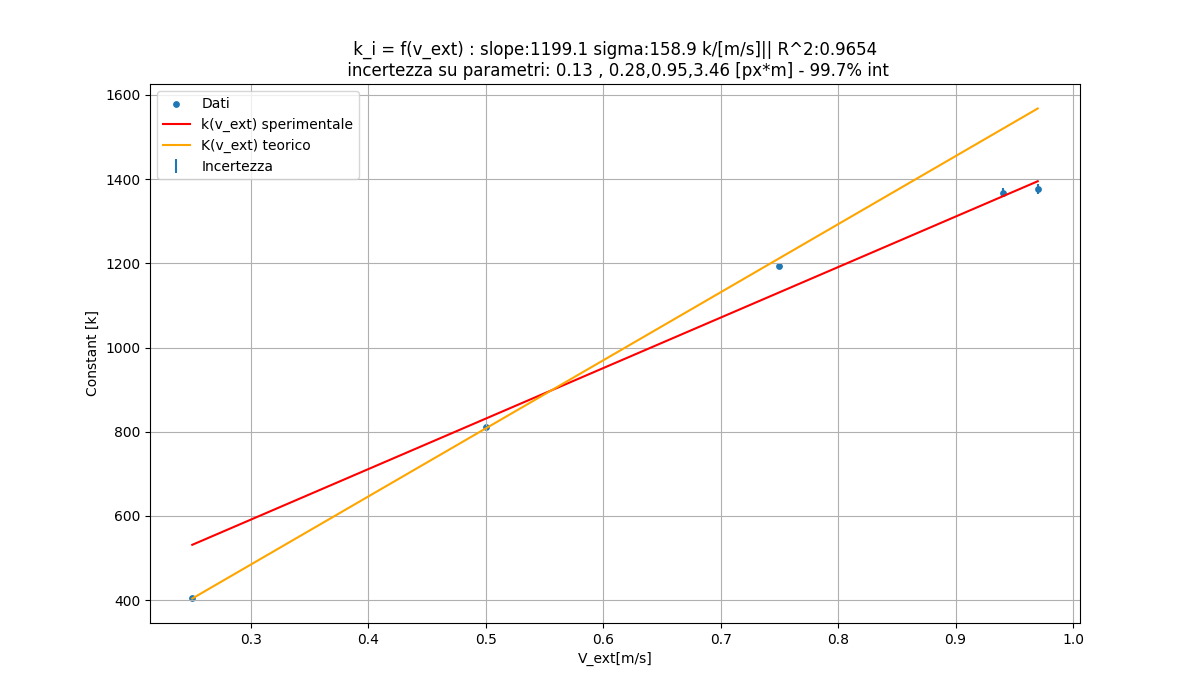 k_i = f(v_ext) : slope:1199.1 sigma:158.9 k/[m/s]|| R^2:0.9654
incertezza su parametri: 0.13 , 0.28,0.95,3.46 [px*m] - 99.7% int
Dati
k(v_ext) sperimentale
K(v_ext) teorico
Incertezza
Constant [k]
1600
1400
1200
1000
800
600
400
0.3 0.4 0.5 0.6 0.7 0.8 0.9 1.0
V_ext[m/s]